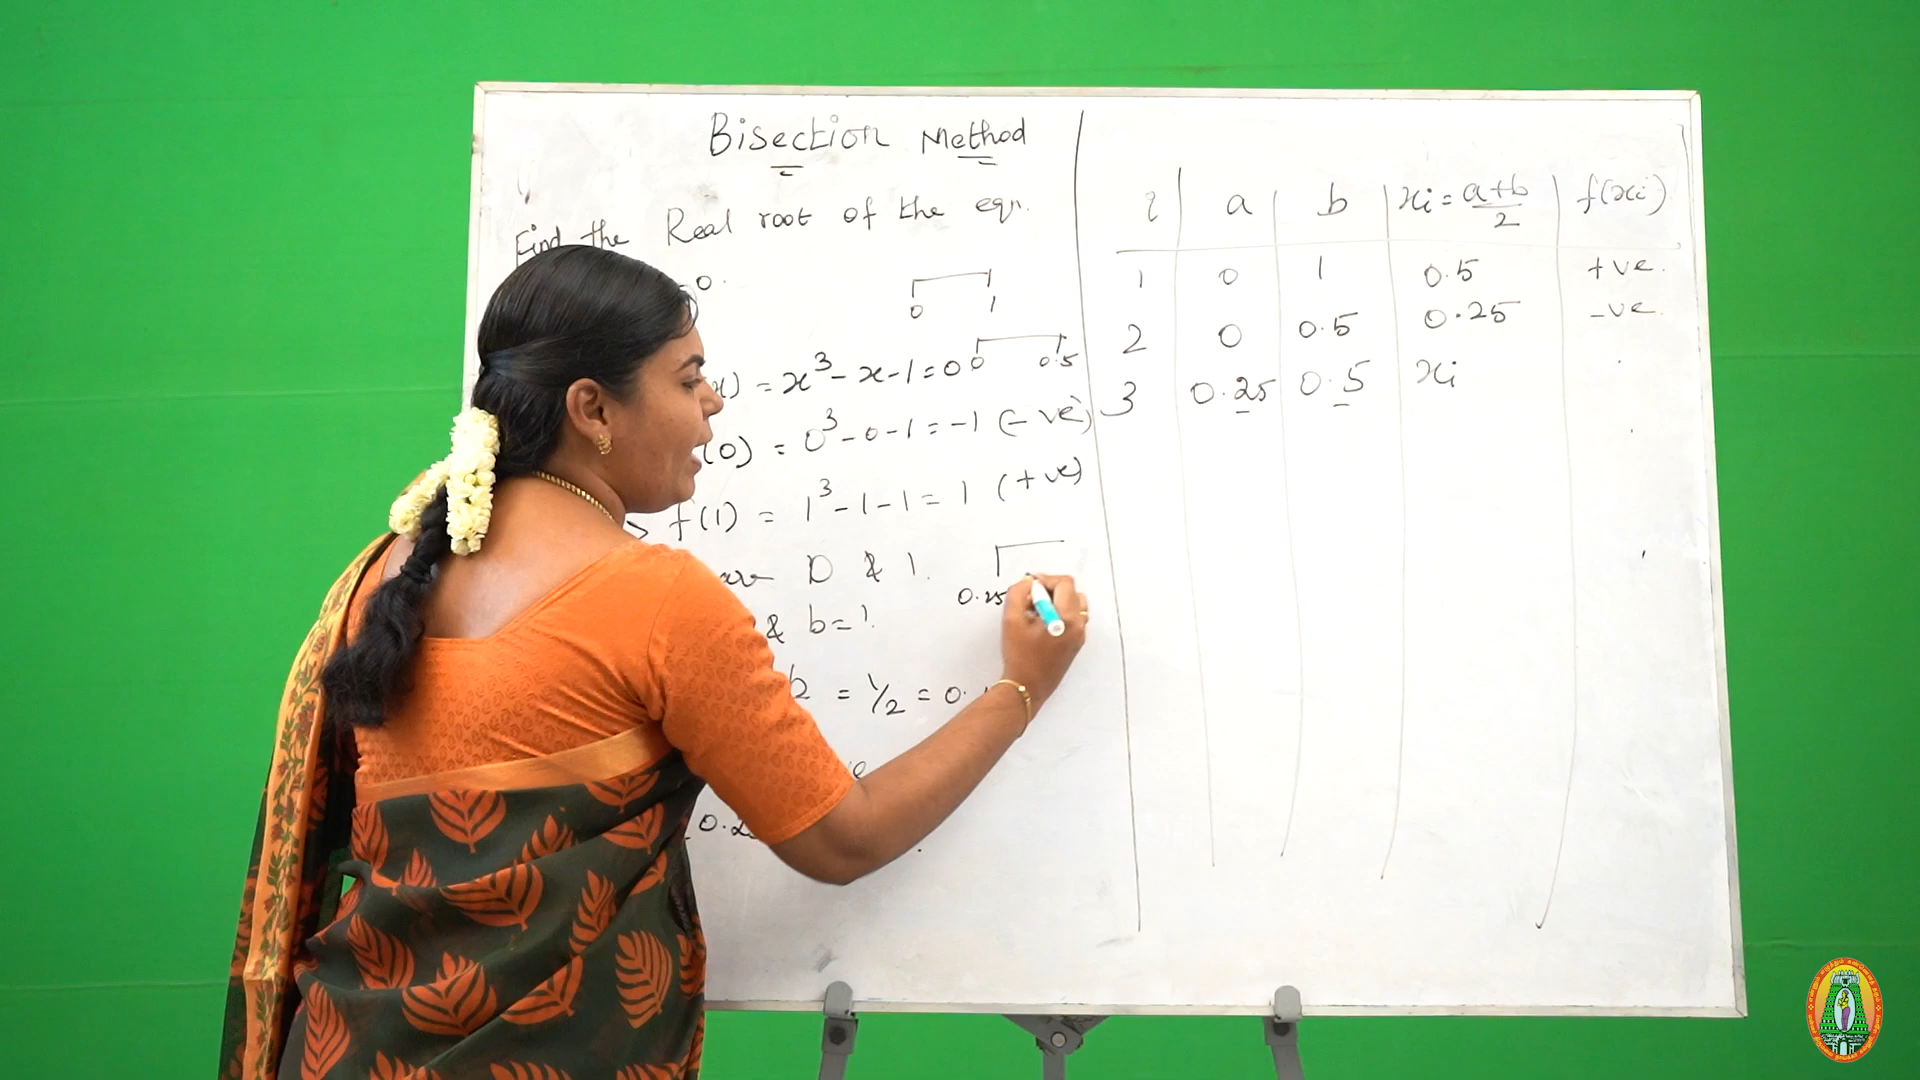 Bisection Method
Find the Real root of the eqn.
0.
0 1
x) = x³ - x - 1 = 0
0 0.5
(0) = 0³ - 0 - 1 = -1 (-ve)
f(1) = 1³ - 1 - 1 = 1 (+ve)
are 0 & 1.
0.25
& b = 1.
= 1/2 = 0.
i a b xi = a+b/2 f(xi)
1 0 1 0.5 +ve.
2 0 0.5 0.25 -ve.
3 0.25 0.5 xi